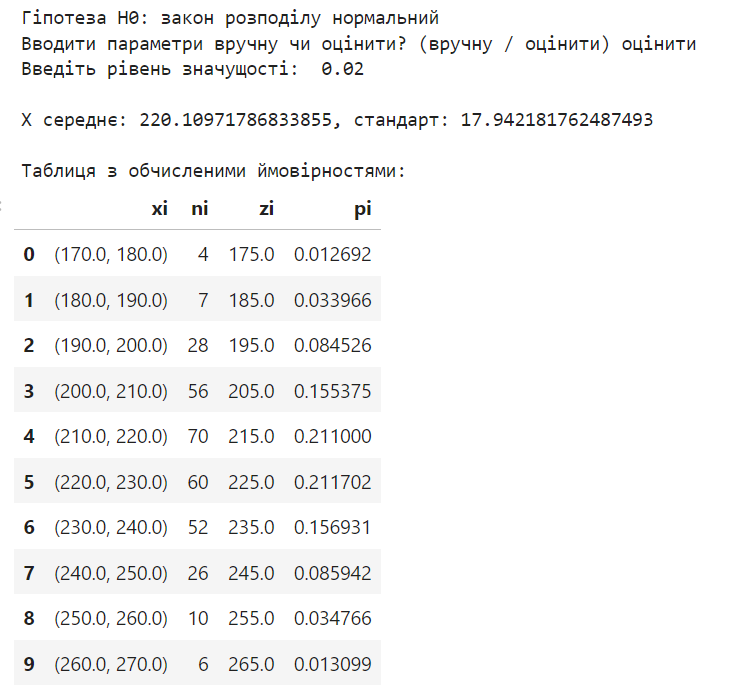 Гіпотеза H0: закон розподілу нормальний
Вводити параметри вручну чи оцінити? (вручну / оцінити) оцінити
Введіть рівень значущості:  0.02
X середнє: 220.10971786833855, стандарт: 17.942181762487493
Таблиця з обчисленими ймовірностями:
xi ni zi pi
0 (170.0, 180.0) 4 175.0 0.012692
1 (180.0, 190.0) 7 185.0 0.033966
2 (190.0, 200.0) 28 195.0 0.084526
3 (200.0, 210.0) 56 205.0 0.155375
4 (210.0, 220.0) 70 215.0 0.211000
5 (220.0, 230.0) 60 225.0 0.211702
6 (230.0, 240.0) 52 235.0 0.156931
7 (240.0, 250.0) 26 245.0 0.085942
8 (250.0, 260.0) 10 255.0 0.034766
9 (260.0, 270.0) 6 265.0 0.013099